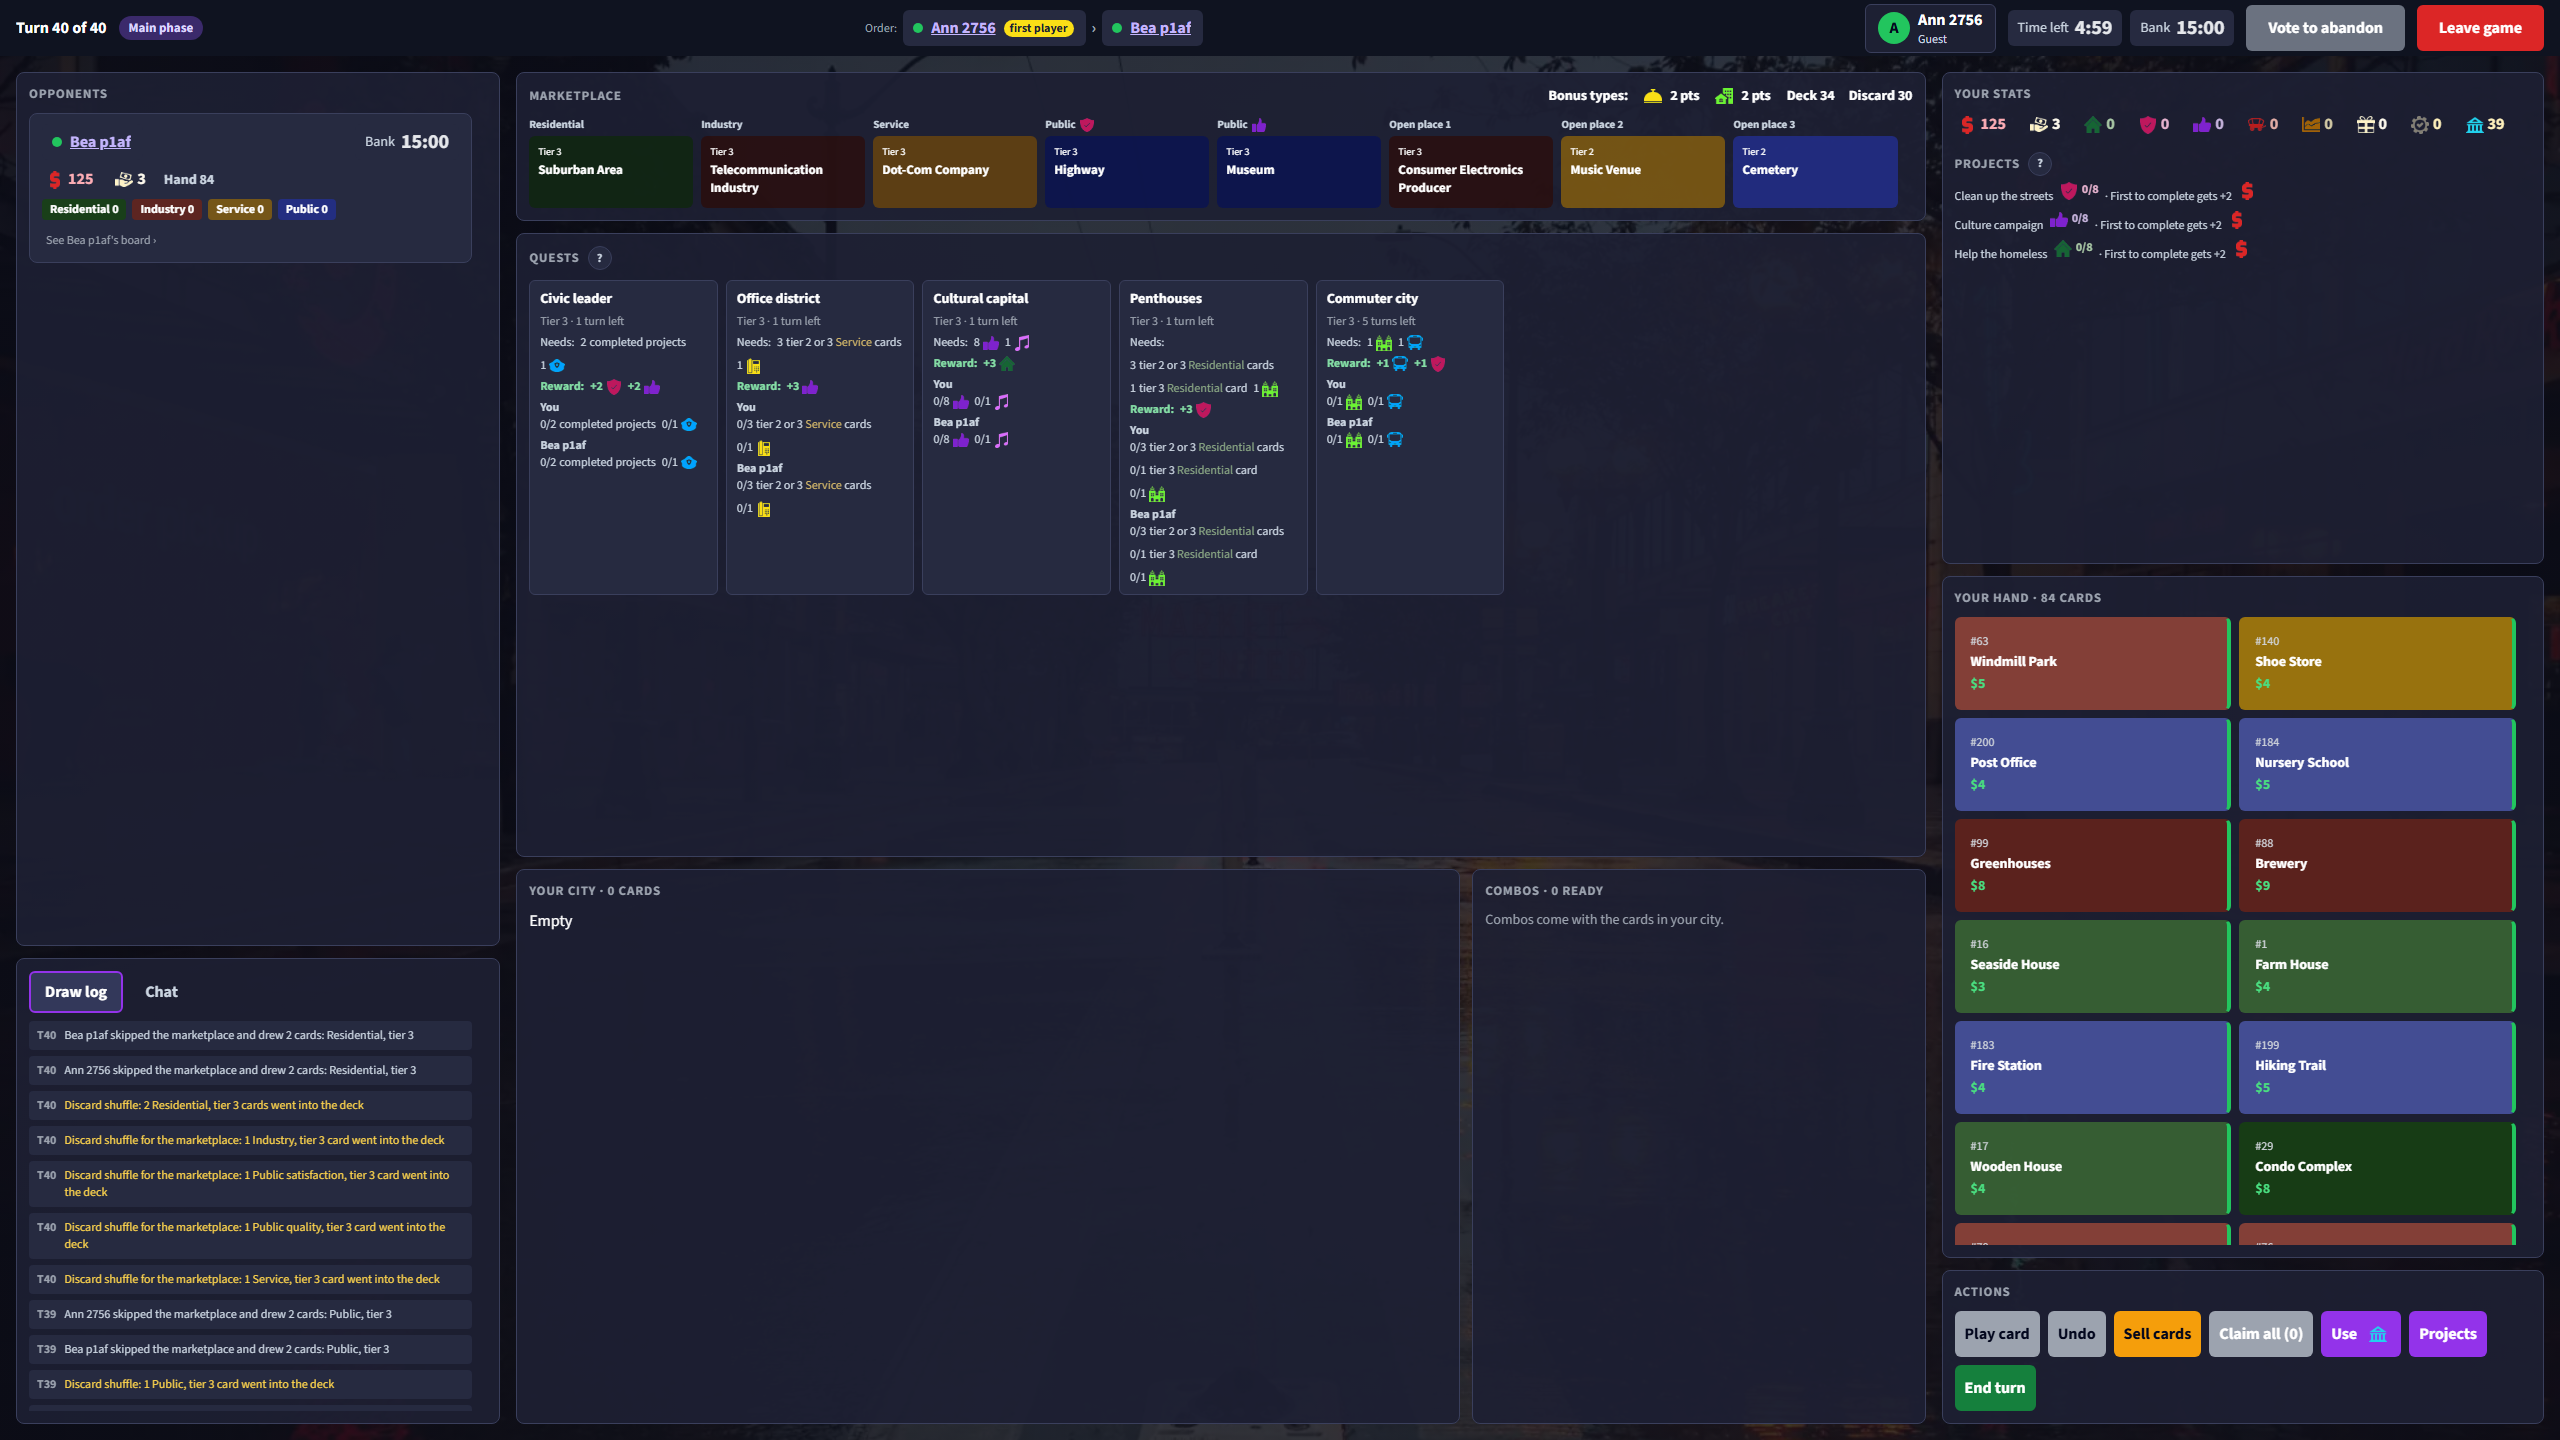 Turn 40 of 40 Main phase
Order: Ann 2756 first player › Bea p1af
A Ann 2756 Guest
Time left 4:59
Bank 15:00
Vote to abandon
Leave game
OPPONENTS
Bea p1af Bank 15:00
125 3 Hand 84
Residential 0 Industry 0 Service 0 Public 0
See Bea p1af's board ›
MARKETPLACE
Bonus types: 2 pts 2 pts Deck 34 Discard 30
Residential
Tier 3
Suburban Area
Industry
Tier 3
Telecommunication
Industry
Service
Tier 3
Dot-Com Company
Public
Tier 3
Highway
Public
Tier 3
Museum
Open place 1
Tier 3
Consumer Electronics
Producer
Open place 2
Tier 2
Music Venue
Open place 3
Tier 2
Cemetery
QUESTS ?
Civic leader
Tier 3 · 1 turn left
Needs: 2 completed projects
1
Reward: +2 +2
You
0/2 completed projects 0/1
Bea p1af
0/2 completed projects 0/1
Office district
Tier 3 · 1 turn left
Needs: 3 tier 2 or 3 Service cards
1
Reward: +3
You
0/3 tier 2 or 3 Service cards
0/1
Bea p1af
0/3 tier 2 or 3 Service cards
0/1
Cultural capital
Tier 3 · 1 turn left
Needs: 8 1
Reward: +3
You
0/8 0/1
Bea p1af
0/8 0/1
Penthouses
Tier 3 · 1 turn left
Needs:
3 tier 2 or 3 Residential cards
1 tier 3 Residential card 1
Reward: +3
You
0/3 tier 2 or 3 Residential cards
0/1 tier 3 Residential card
0/1
Bea p1af
0/3 tier 2 or 3 Residential cards
0/1 tier 3 Residential card
0/1
Commuter city
Tier 3 · 5 turns left
Needs: 1 1
Reward: +1 +1
You
0/1 0/1
Bea p1af
0/1 0/1
YOUR CITY · 0 CARDS
Empty
COMBOS · 0 READY
Combos come with the cards in your city.
Draw log Chat
T40 Bea p1af skipped the marketplace and drew 2 cards: Residential, tier 3
T40 Ann 2756 skipped the marketplace and drew 2 cards: Residential, tier 3
T40 Discard shuffle: 2 Residential, tier 3 cards went into the deck
T40 Discard shuffle for the marketplace: 1 Industry, tier 3 card went into the deck
T40 Discard shuffle for the marketplace: 1 Public satisfaction, tier 3 card went into
the deck
T40 Discard shuffle for the marketplace: 1 Public quality, tier 3 card went into the
deck
T40 Discard shuffle for the marketplace: 1 Service, tier 3 card went into the deck
T39 Ann 2756 skipped the marketplace and drew 2 cards: Public, tier 3
T39 Bea p1af skipped the marketplace and drew 2 cards: Public, tier 3
T39 Discard shuffle: 1 Public, tier 3 card went into the deck
YOUR STATS
125 3 0 0 0 0 0 0 0 39
PROJECTS ?
Clean up the streets 0/8 · First to complete gets +2
Culture campaign 0/8 · First to complete gets +2
Help the homeless 0/8 · First to complete gets +2
YOUR HAND · 84 CARDS
#63
Windmill Park
$5
#140
Shoe Store
$4
#200
Post Office
$4
#184
Nursery School
$5
#99
Greenhouses
$8
#88
Brewery
$9
#16
Seaside House
$3
#1
Farm House
$4
#183
Fire Station
$4
#199
Hiking Trail
$5
#17
Wooden House
$4
#29
Condo Complex
$8
ACTIONS
Play card Undo Sell cards Claim all (0) Use Projects
End turn